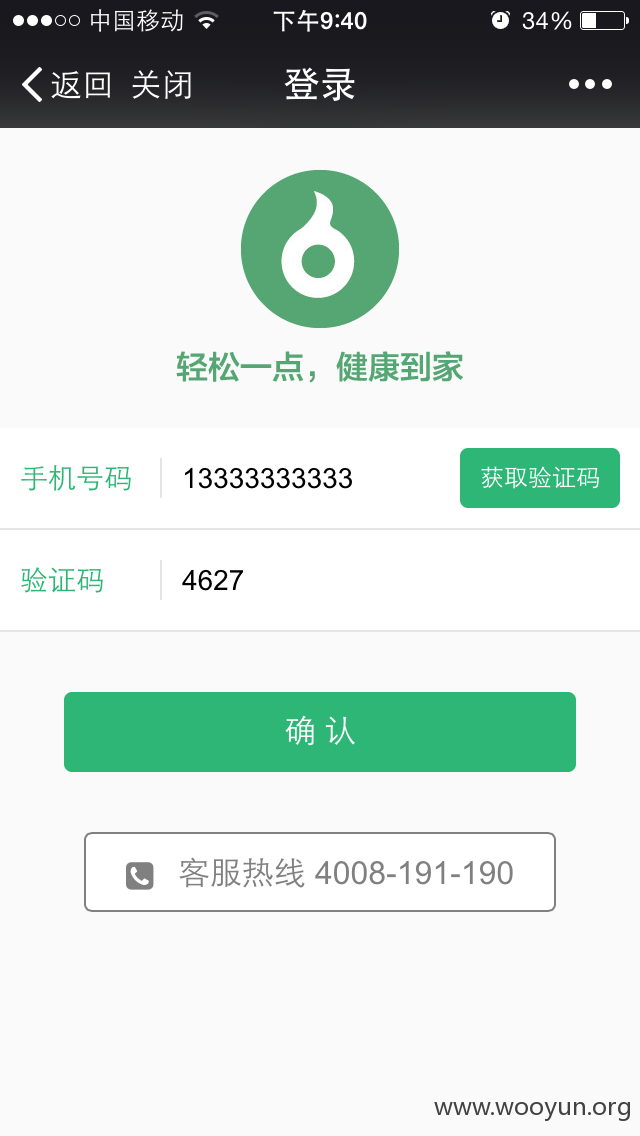 中国移动 下午9:40 34%
返回 关闭 登录
轻松一点，健康到家
手机号码 13333333333 获取验证码
验证码 4627
确 认
客服热线 4008-191-190
www.wooyun.org